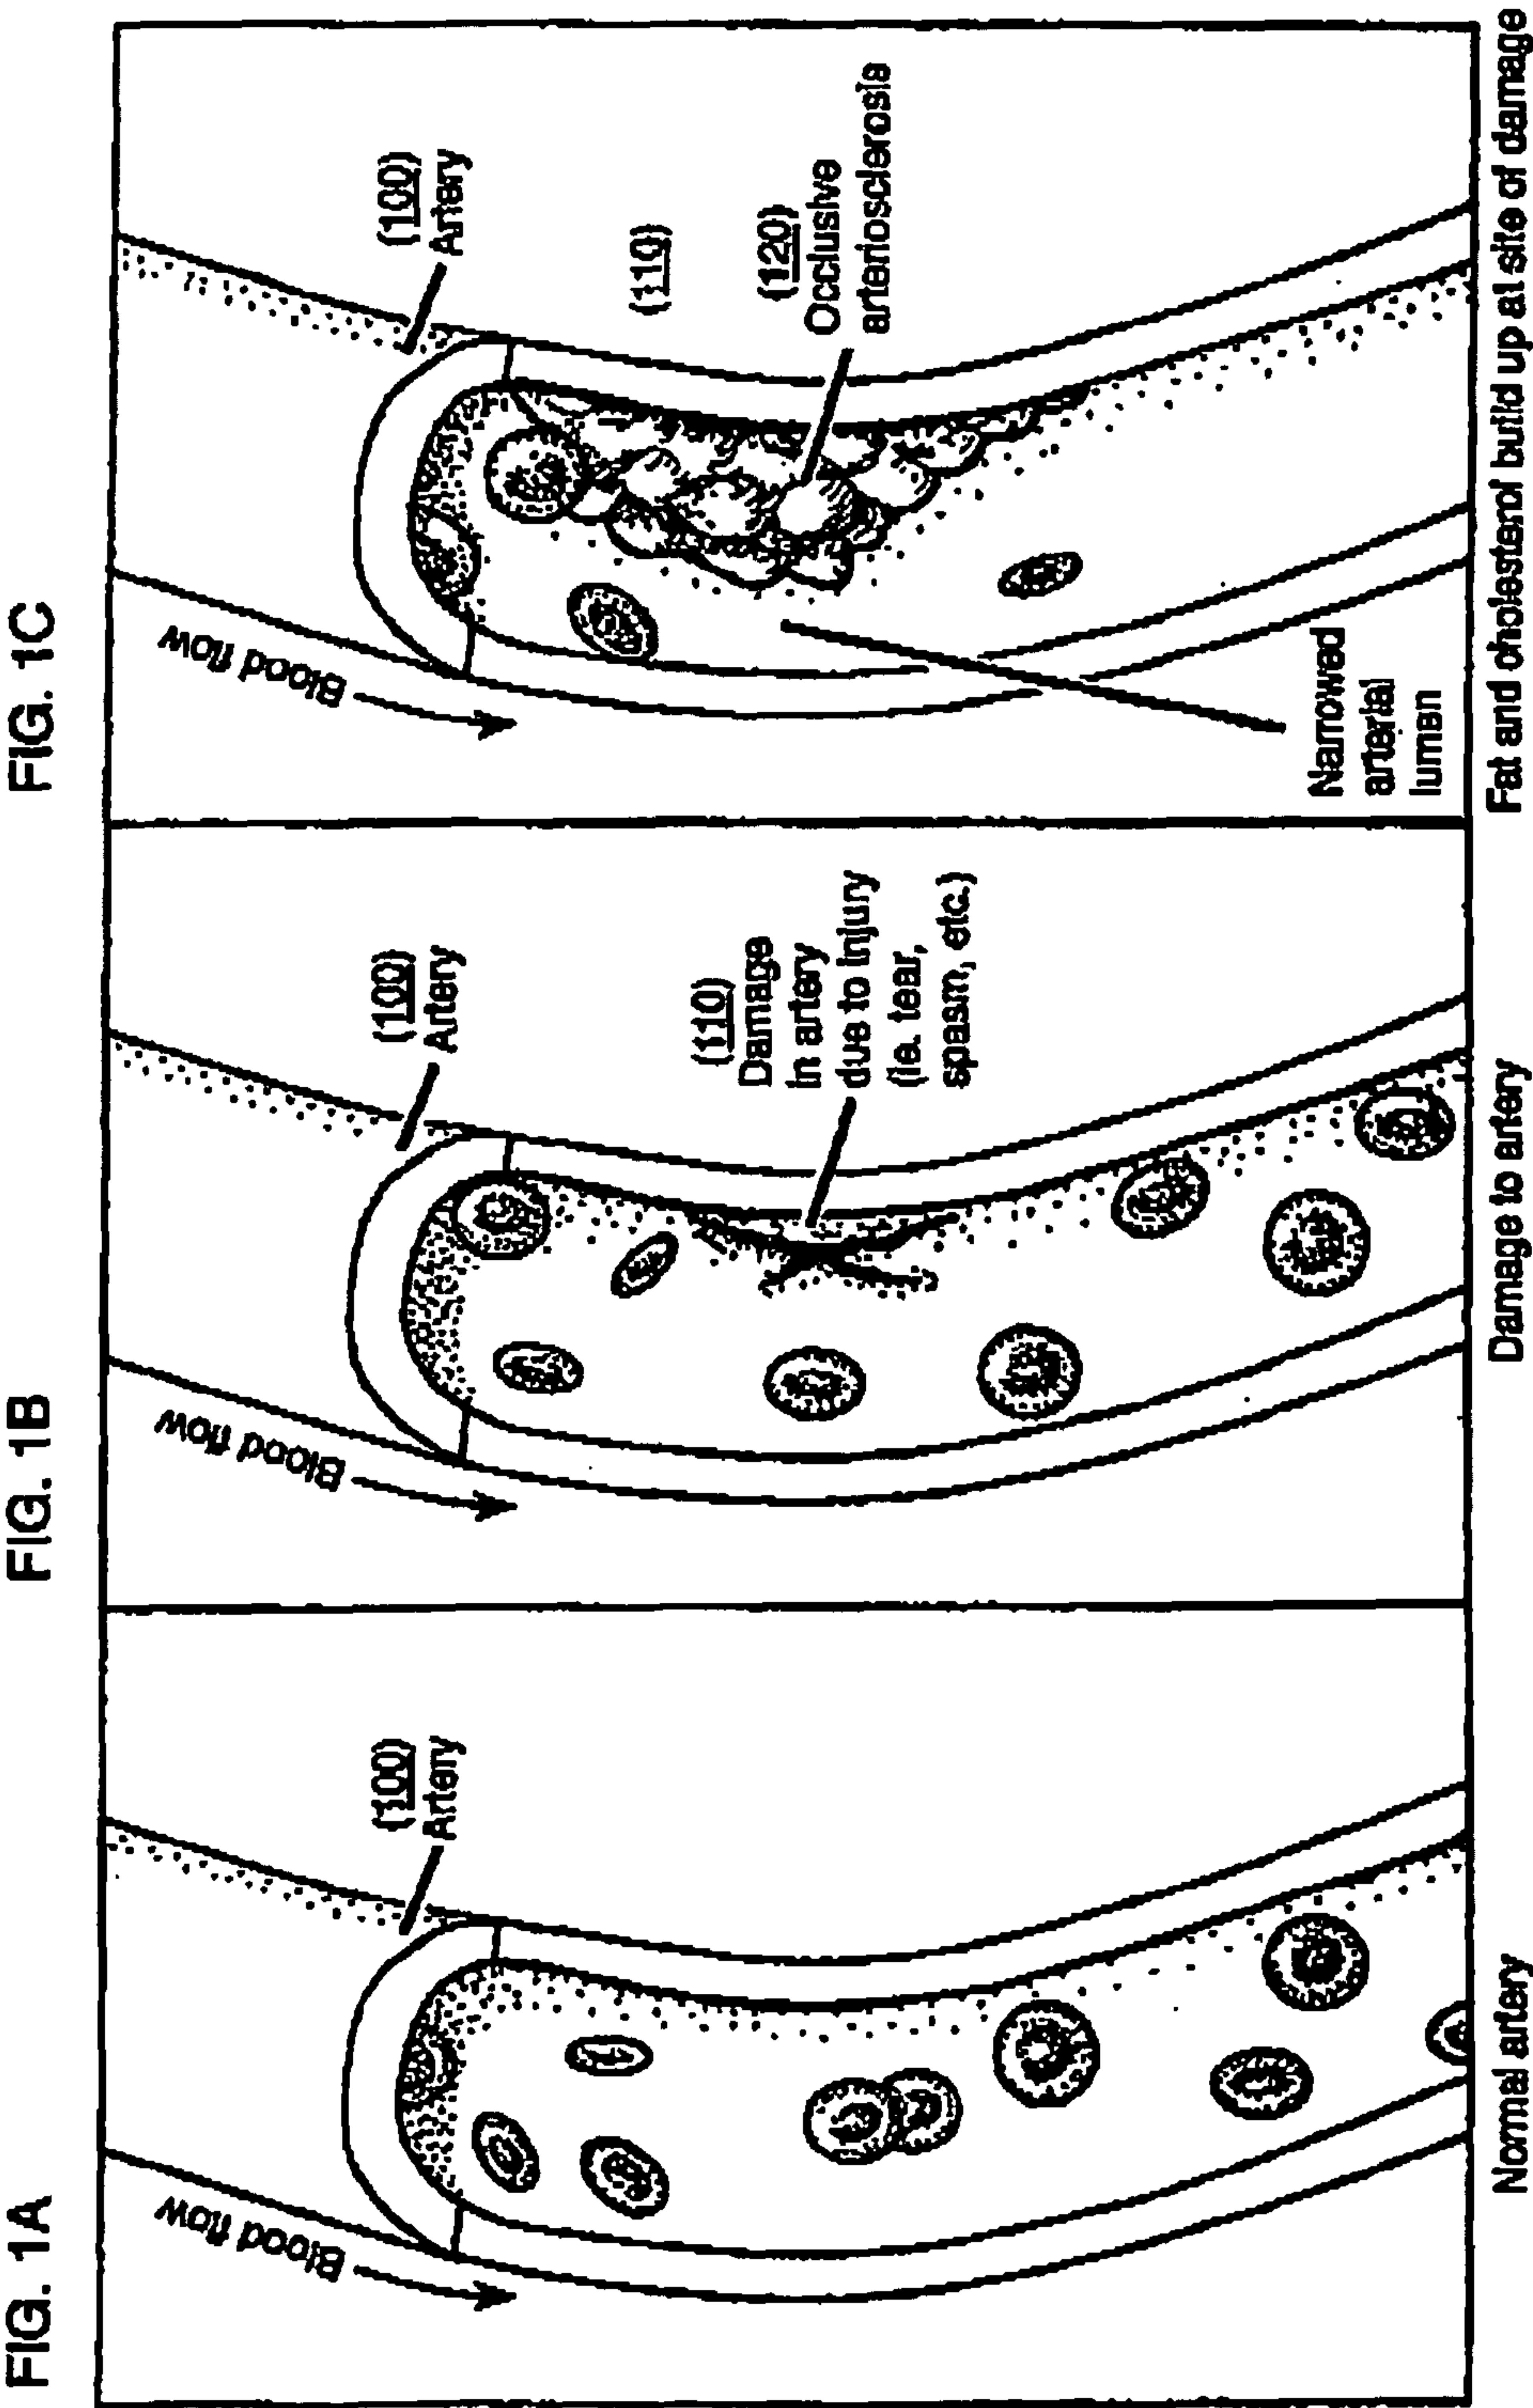 FIG. 1A
Blood flow
(100)
Artery
Normal artery
FIG. 1B
Blood flow
(100)
Artery
(110)
Damage
in artery
due to injury
(ie. tear,
spasm, etc.)
Damage to artery
FIG. 1C
Blood flow
(100)
Artery
(110)
(120)
Occlusive
arteriosclerosis
Narrowed
arterial
lumen
Fat and cholesterol build up at site of damage